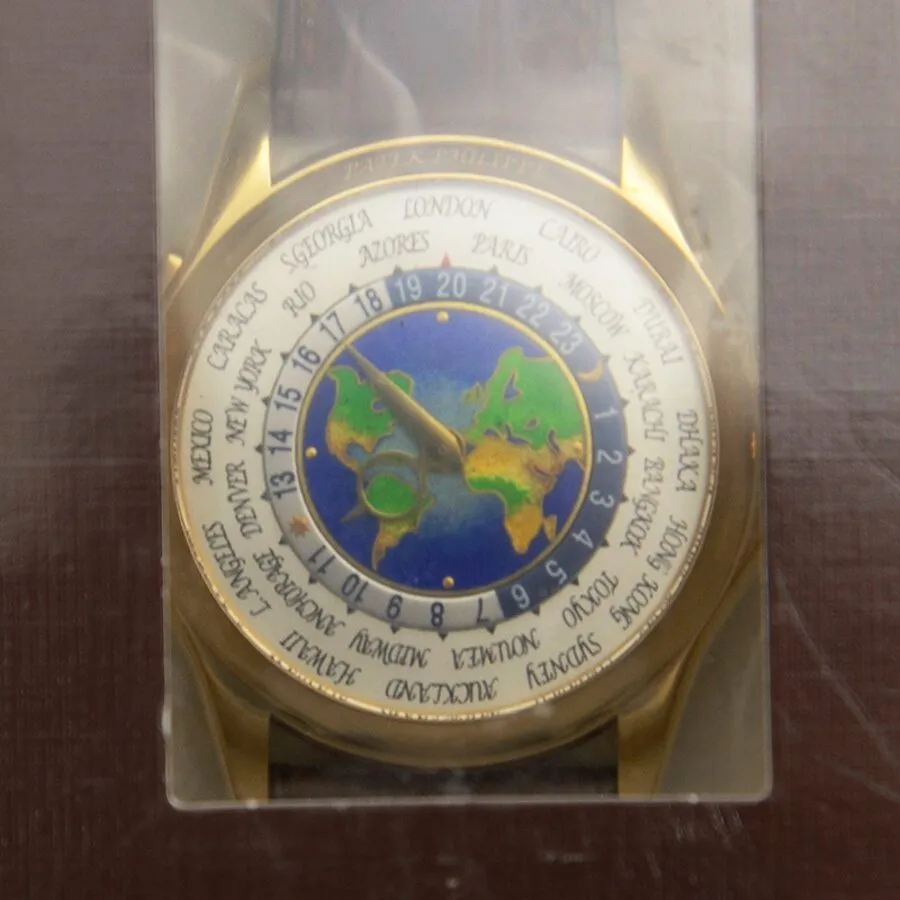 PATEK PHILIPPE
LONDON
PARIS
CAIRO
MOSCOW
DUBAI
KARACHI
DHAKA
BANGKOK
HONG KONG
TOKYO
SYDNEY
NOUMEA
AUCKLAND
MIDWAY
HAWAII
ANCHORAGE
L.ANGELES
DENVER
MEXICO
NEW YORK
CARACAS
RIO
S.GEORGIA
AZORES
19 20 21 22 23
1 2 3 4 5 6 7 8 9 10 11
13 14 15 16 17 18